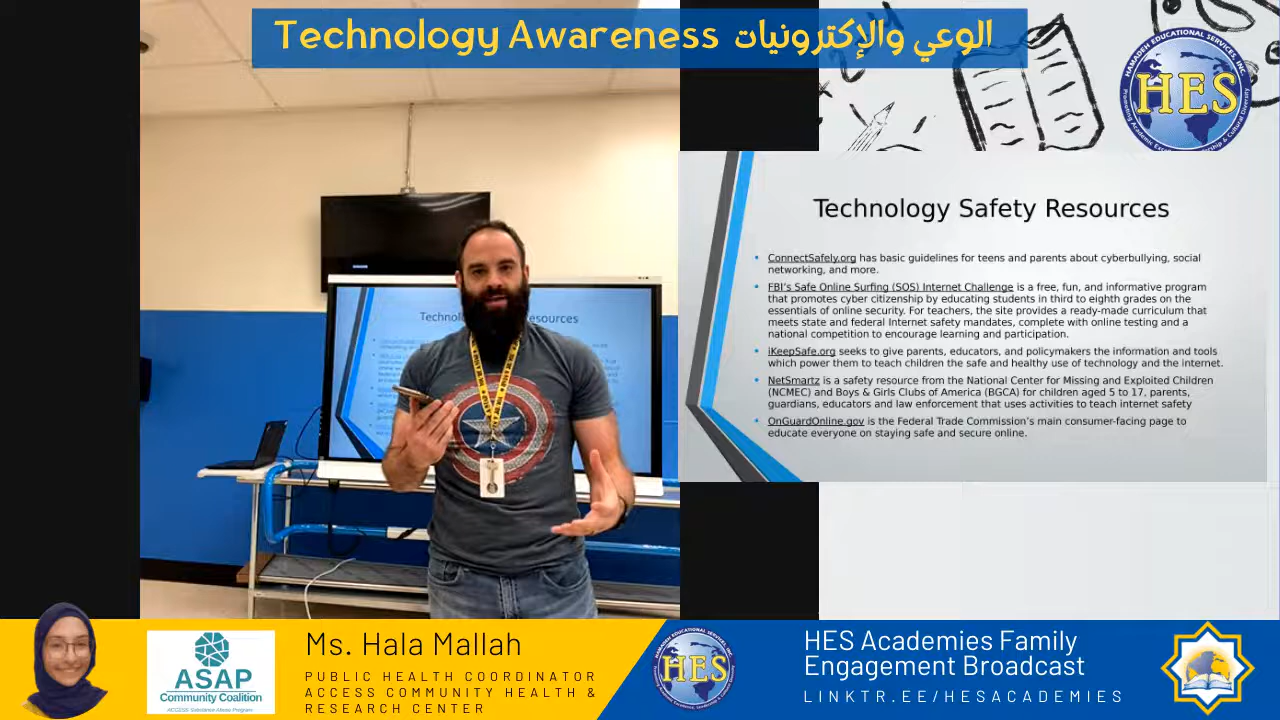 Technology Awareness الوعي والإكترونيات
HAMADEH EDUCATIONAL SERVICES, INC.
HES
Technology Safety Resources
ConnectSafely.org has basic guidelines for teens and parents about cyberbullying, social
networking, and more.
FBI's Safe Online Surfing (SOS) Internet Challenge is a free, fun, and informative program
that promotes cyber citizenship by educating students in third to eighth grades on the
essentials of online security. For teachers, the site provides a ready-made curriculum that
meets state and federal Internet safety mandates, complete with online testing and a
national competition to encourage learning and participation.
iKeepSafe.org seeks to give parents, educators, and policymakers the information and tools
which power them to teach children the safe and healthy use of technology and the internet.
NetSmartz is a safety resource from the National Center for Missing and Exploited Children
(NCMEC) and Boys & Girls Clubs of America (BGCA) for children aged 5 to 17, parents,
guardians, educators and law enforcement that uses activities to teach internet safety
OnGuardOnline.gov is the Federal Trade Commission's main consumer-facing page to
educate everyone on staying safe and secure online.
ASAP
Community Coalition
ACCESS Substance Abuse Program
Ms. Hala Mallah
PUBLIC HEALTH COORDINATOR
ACCESS COMMUNITY HEALTH &
RESEARCH CENTER
HES
HES Academies Family
Engagement Broadcast
LINKTR.EE/HESACADEMIES